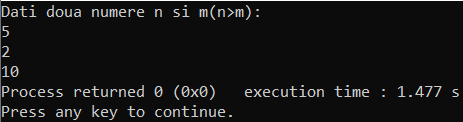 Dati doua numere n si m(n>m):
5
2
10
Process returned 0 (0x0)   execution time : 1.477 s
Press any key to continue.